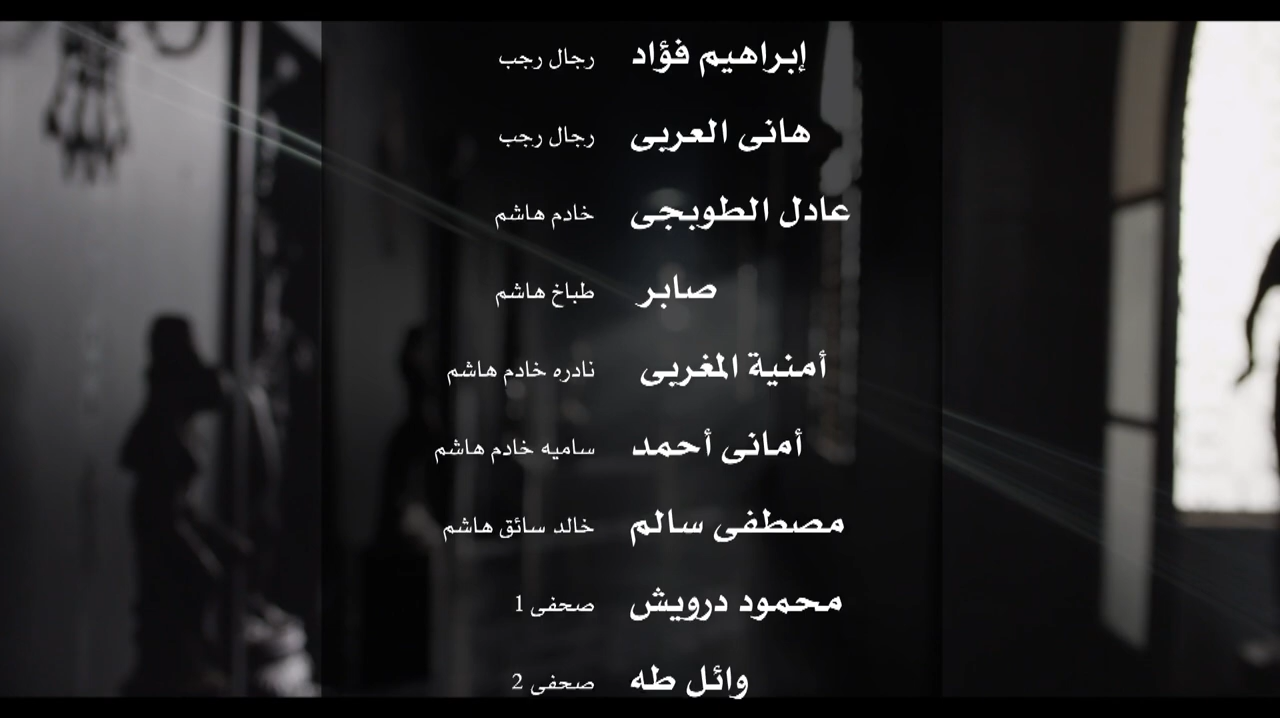 إبراهيم فؤاد رجال رجب
هانى العربى رجال رجب
عادل الطوبجى خادم هاشم
صابر طباخ هاشم
أمنية المغربى نادره خادم هاشم
أمانى أحمد ساميه خادم هاشم
مصطفى سالم خالد سائق هاشم
محمود درويش صحفى 1
وائل طه صحفى 2